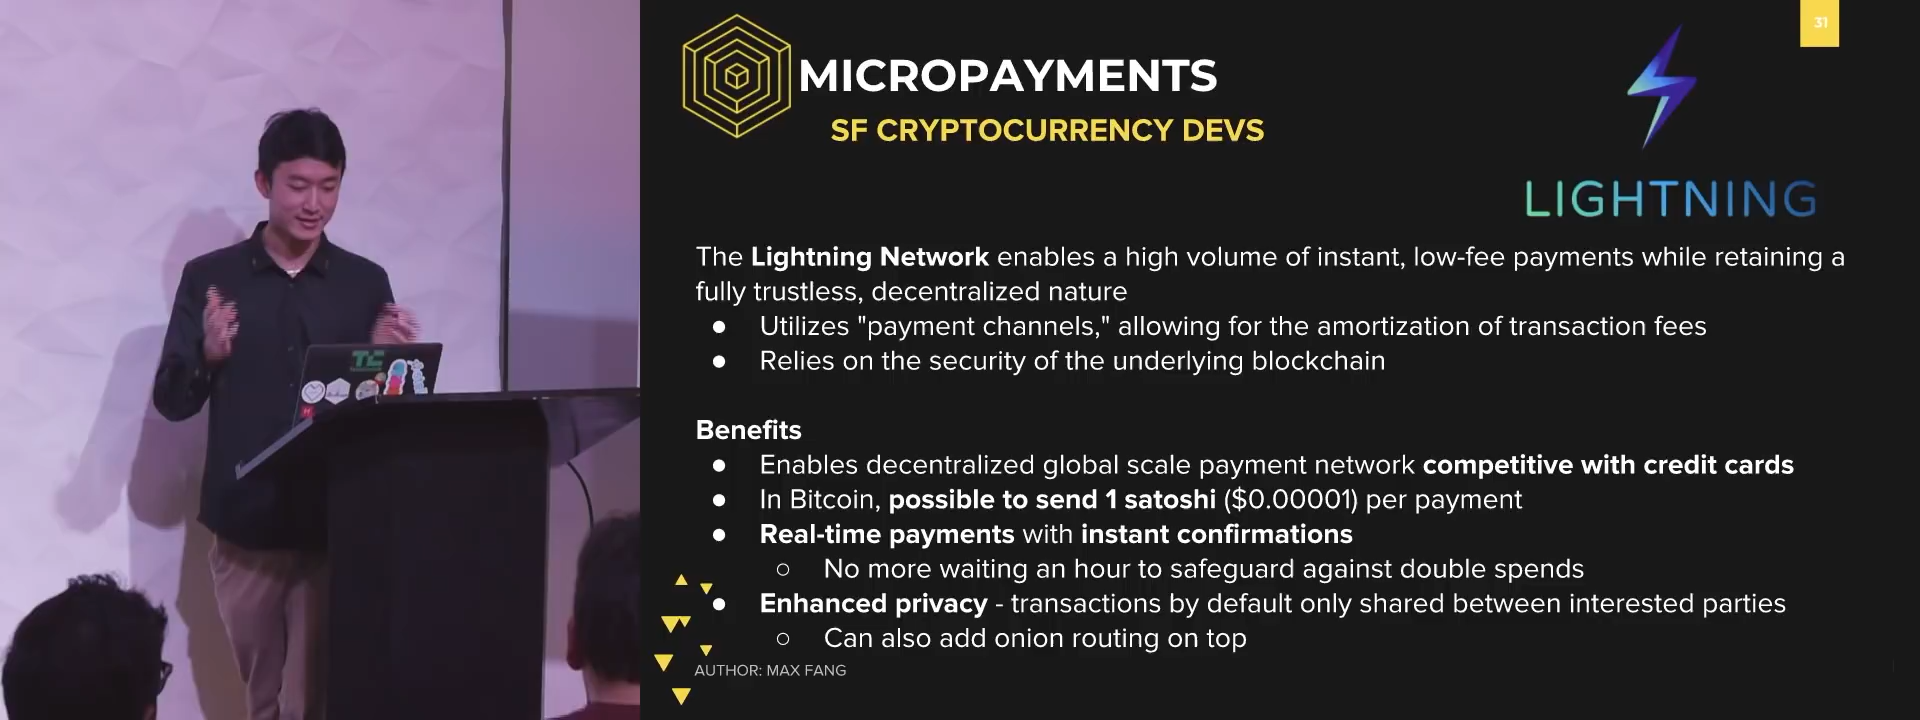 31
MICROPAYMENTS
SF CRYPTOCURRENCY DEVS
LIGHTNING
The Lightning Network enables a high volume of instant, low-fee payments while retaining a
fully trustless, decentralized nature
● Utilizes "payment channels," allowing for the amortization of transaction fees
● Relies on the security of the underlying blockchain
Benefits
● Enables decentralized global scale payment network competitive with credit cards
● In Bitcoin, possible to send 1 satoshi ($0.00001) per payment
● Real-time payments with instant confirmations
○ No more waiting an hour to safeguard against double spends
● Enhanced privacy - transactions by default only shared between interested parties
○ Can also add onion routing on top
AUTHOR: MAX FANG
TC